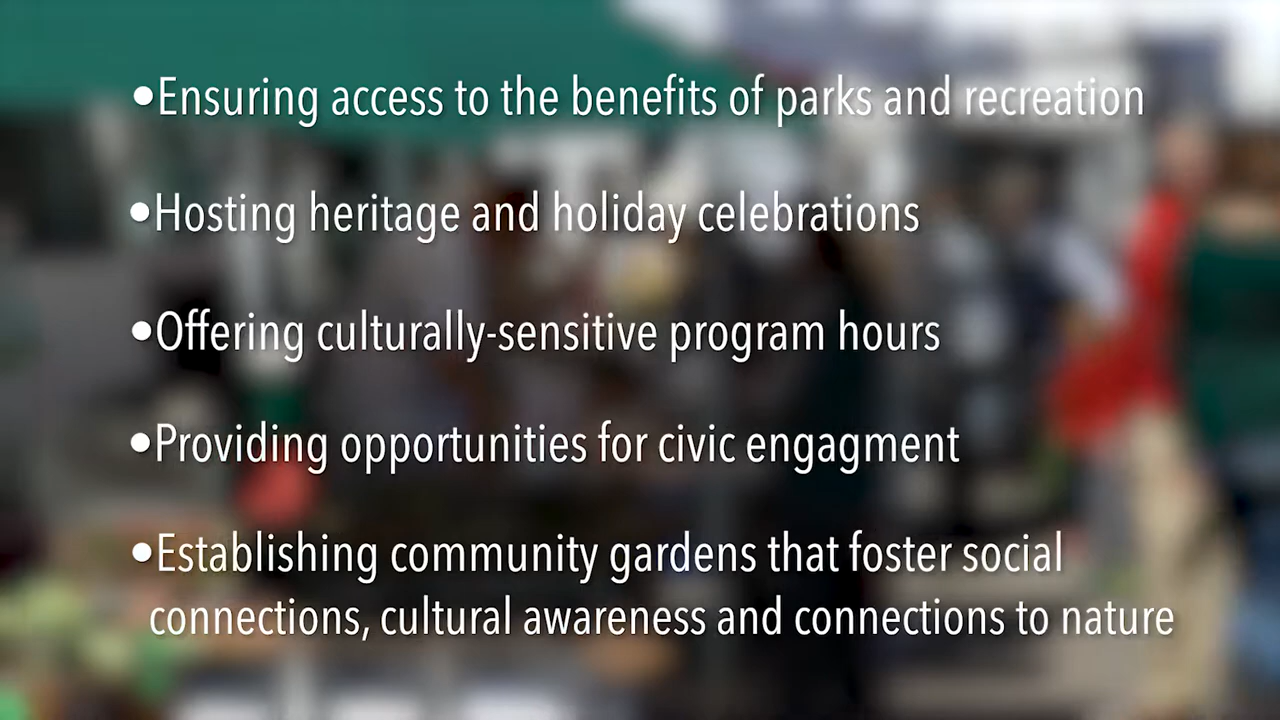 •Ensuring access to the benefits of parks and recreation
•Hosting heritage and holiday celebrations
•Offering culturally-sensitive program hours
•Providing opportunities for civic engagment
•Establishing community gardens that foster social
connections, cultural awareness and connections to nature